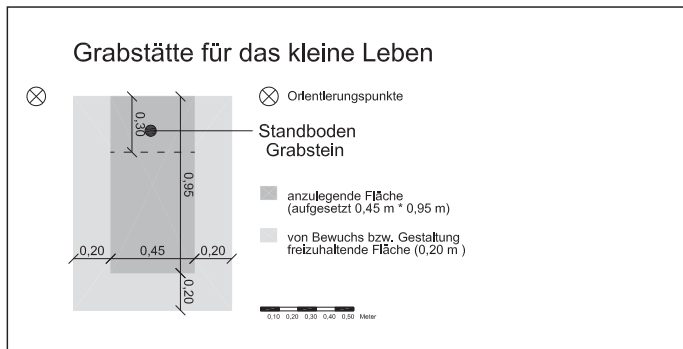 Grabstätte für das kleine Leben
Orientierungspunkte
0,30
Standboden
Grabstein
0,95
anzulegende Fläche
(aufgesetzt 0,45 m * 0,95 m)
von Bewuchs bzw. Gestaltung
freizuhaltende Fläche (0,20 m )
0,20 0,45 0,20
0,20
0,10 0,20 0,30 0,40 0,50 Meter